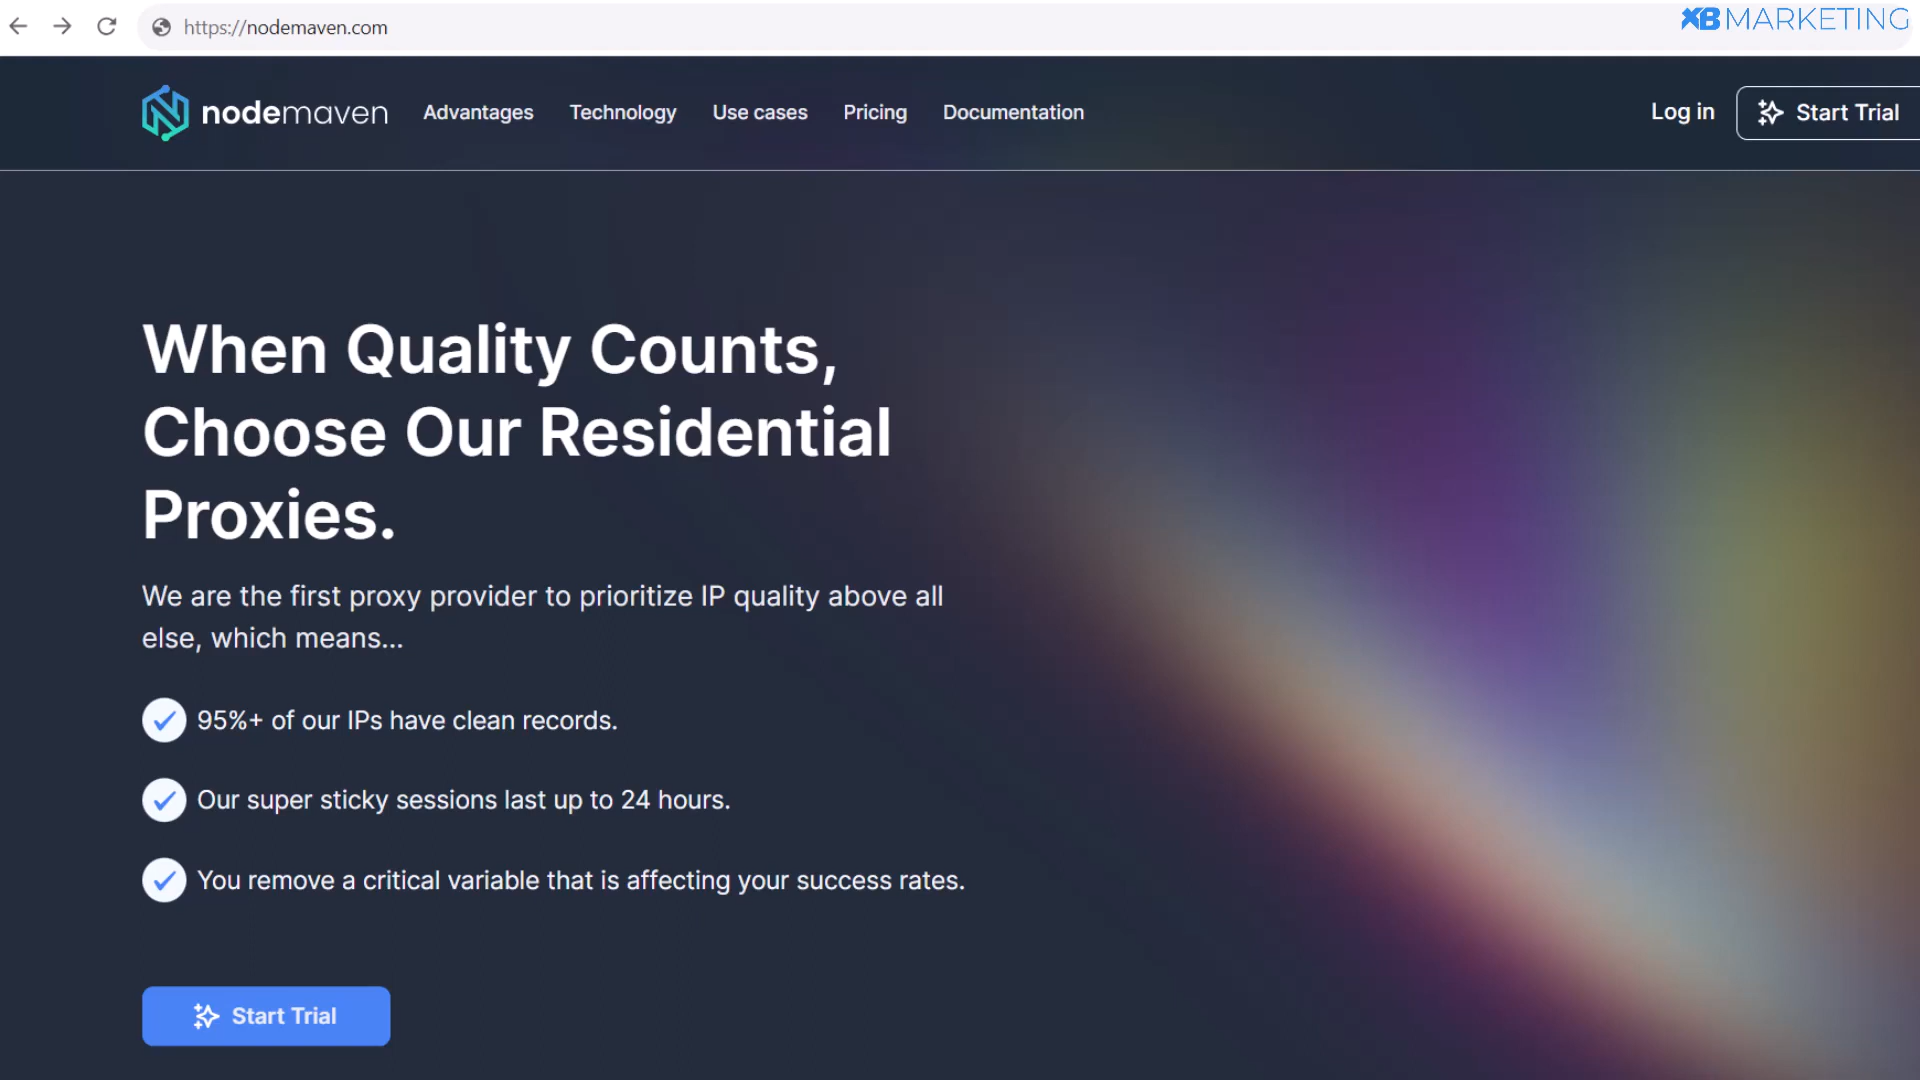 https://nodemaven.com
XBMARKETING
nodemaven
Advantages
Technology
Use cases
Pricing
Documentation
Log in
Start Trial
When Quality Counts,
Choose Our Residential
Proxies.
We are the first proxy provider to prioritize IP quality above all
else, which means...
95%+ of our IPs have clean records.
Our super sticky sessions last up to 24 hours.
You remove a critical variable that is affecting your success rates.
Start Trial